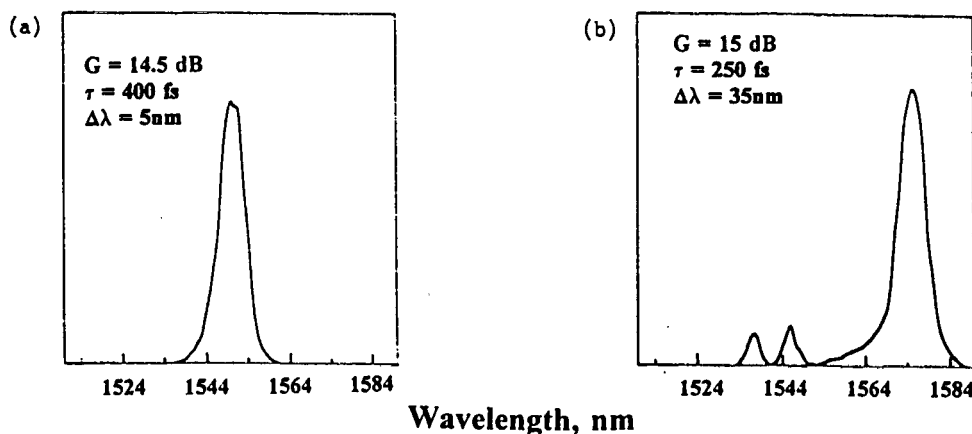 (a)
G = 14.5 dB
τ = 400 fs
Δλ = 5nm
1524 1544 1564 1584
(b)
G = 15 dB
τ = 250 fs
Δλ = 35nm
1524 1544 1564 1584
Wavelength, nm